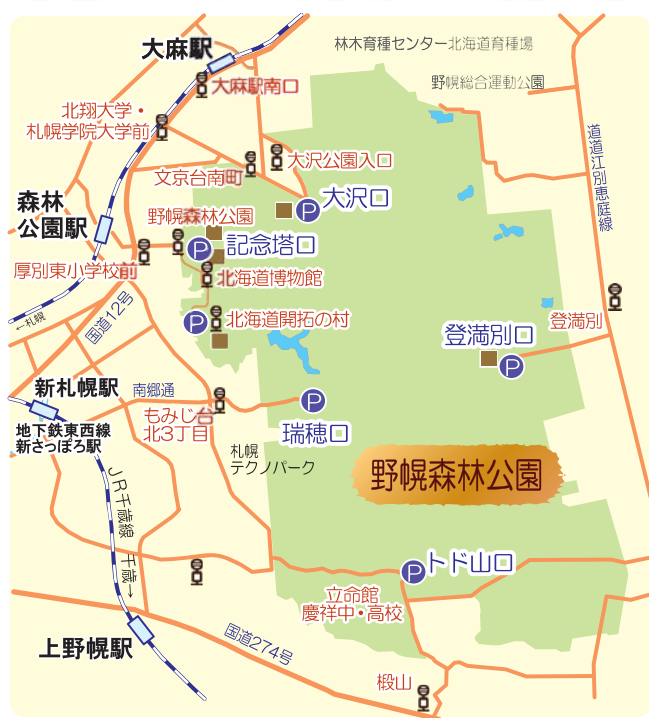 大麻駅
林木育種センター北海道育種場
大麻駅南口
野幌総合運動公園
北翔大学・
札幌学院大学前
道道江別恵庭線
大沢公園入口
文京台南町
大沢口
P
森林
公園駅
野幌森林公園
記念塔口
P
厚別東小学校前
北海道博物館
←札幌
国道12号
P
北海道開拓の村
登満別
登満別口
P
新札幌駅
南郷通
P
もみじ台
北3丁目
瑞穂口
地下鉄東西線
新さっぽろ駅
札幌
テクノパーク
野幌森林公園
JR千歳線
千歳→
P
トド山口
立命館
慶祥中・高校
国道274号
上野幌駅
椴山